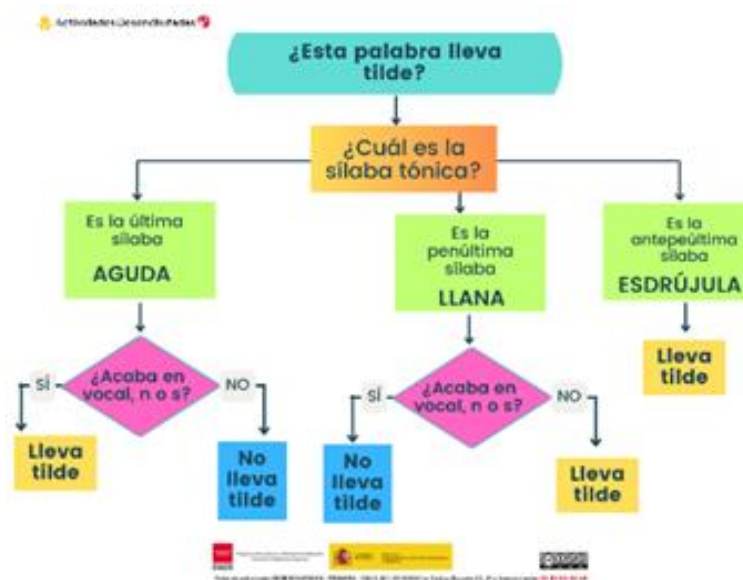 ¿Esta palabra lleva
tilde?
¿Cuál es la
sílaba tónica?
Es la última
sílaba
AGUDA
Es la
penúltima
sílaba
LLANA
Es la
antepeúltima
sílaba
ESDRÚJULA
¿Acaba en
vocal, n o s?
SÍ
NO
Lleva
tilde
No
lleva
tilde
¿Acaba en
vocal, n o s?
SÍ
NO
No
lleva
tilde
Lleva
tilde
Lleva
tilde